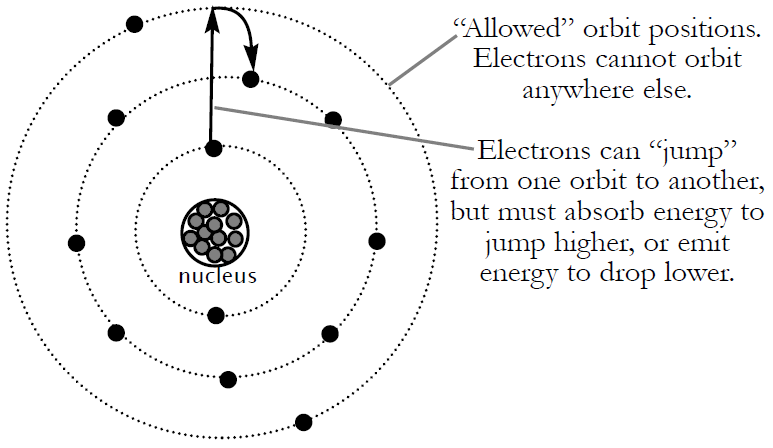 “Allowed” orbit positions.
Electrons cannot orbit
anywhere else.
Electrons can “jump”
from one orbit to another,
but must absorb energy to
jump higher, or emit
energy to drop lower.
nucleus